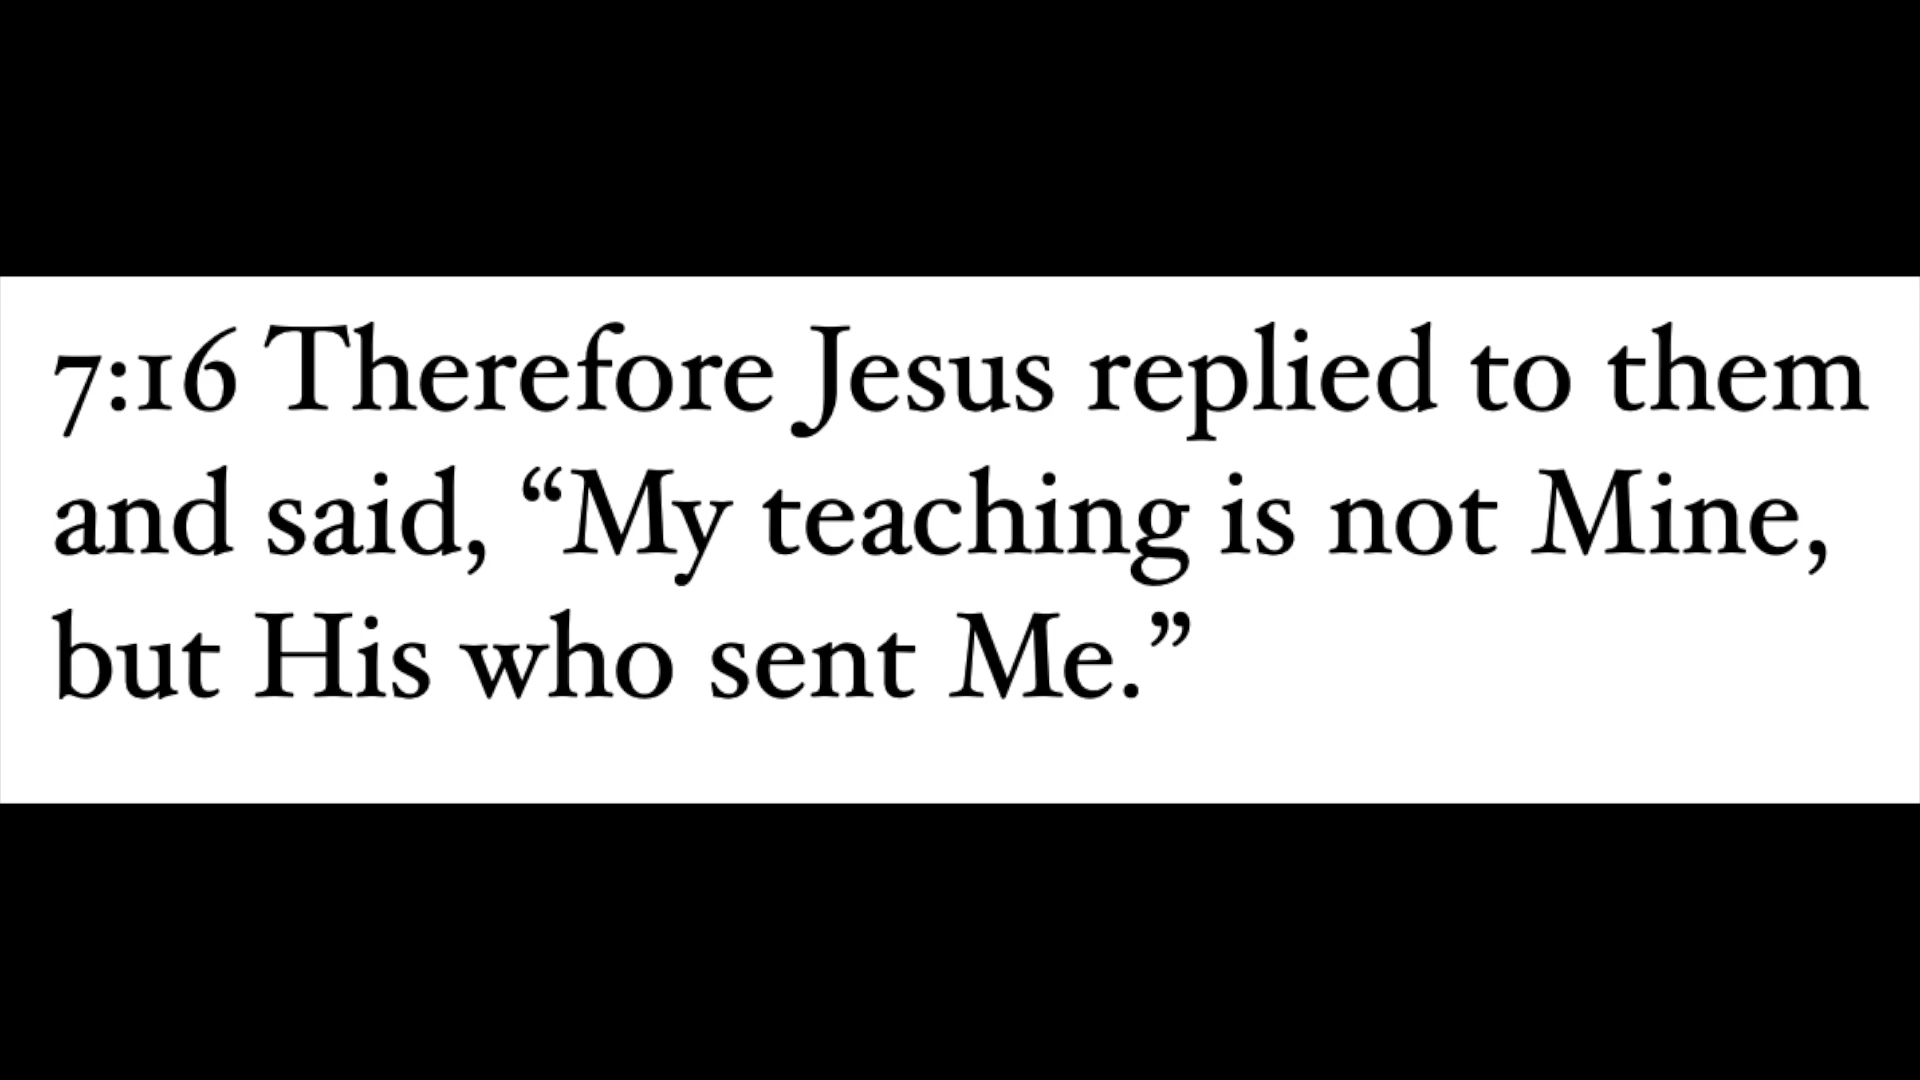 7:16 Therefore Jesus replied to them
and said, “My teaching is not Mine,
but His who sent Me.”